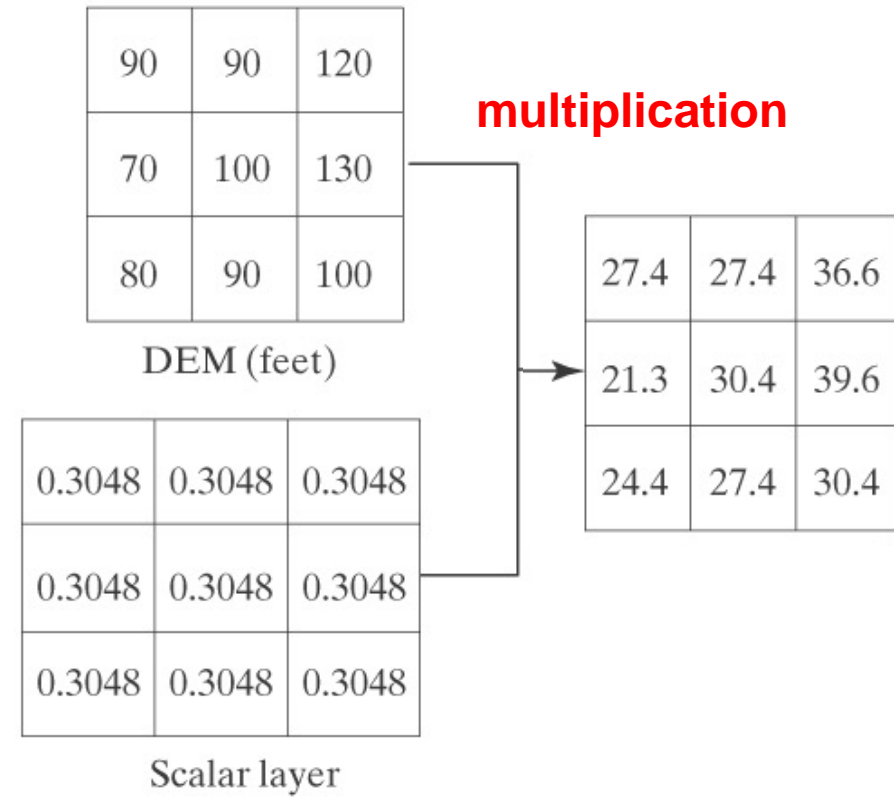 90 90 120
70 100 130
80 90 100
DEM (feet)
multiplication
0.3048 0.3048 0.3048
0.3048 0.3048 0.3048
0.3048 0.3048 0.3048
Scalar layer
27.4 27.4 36.6
21.3 30.4 39.6
24.4 27.4 30.4